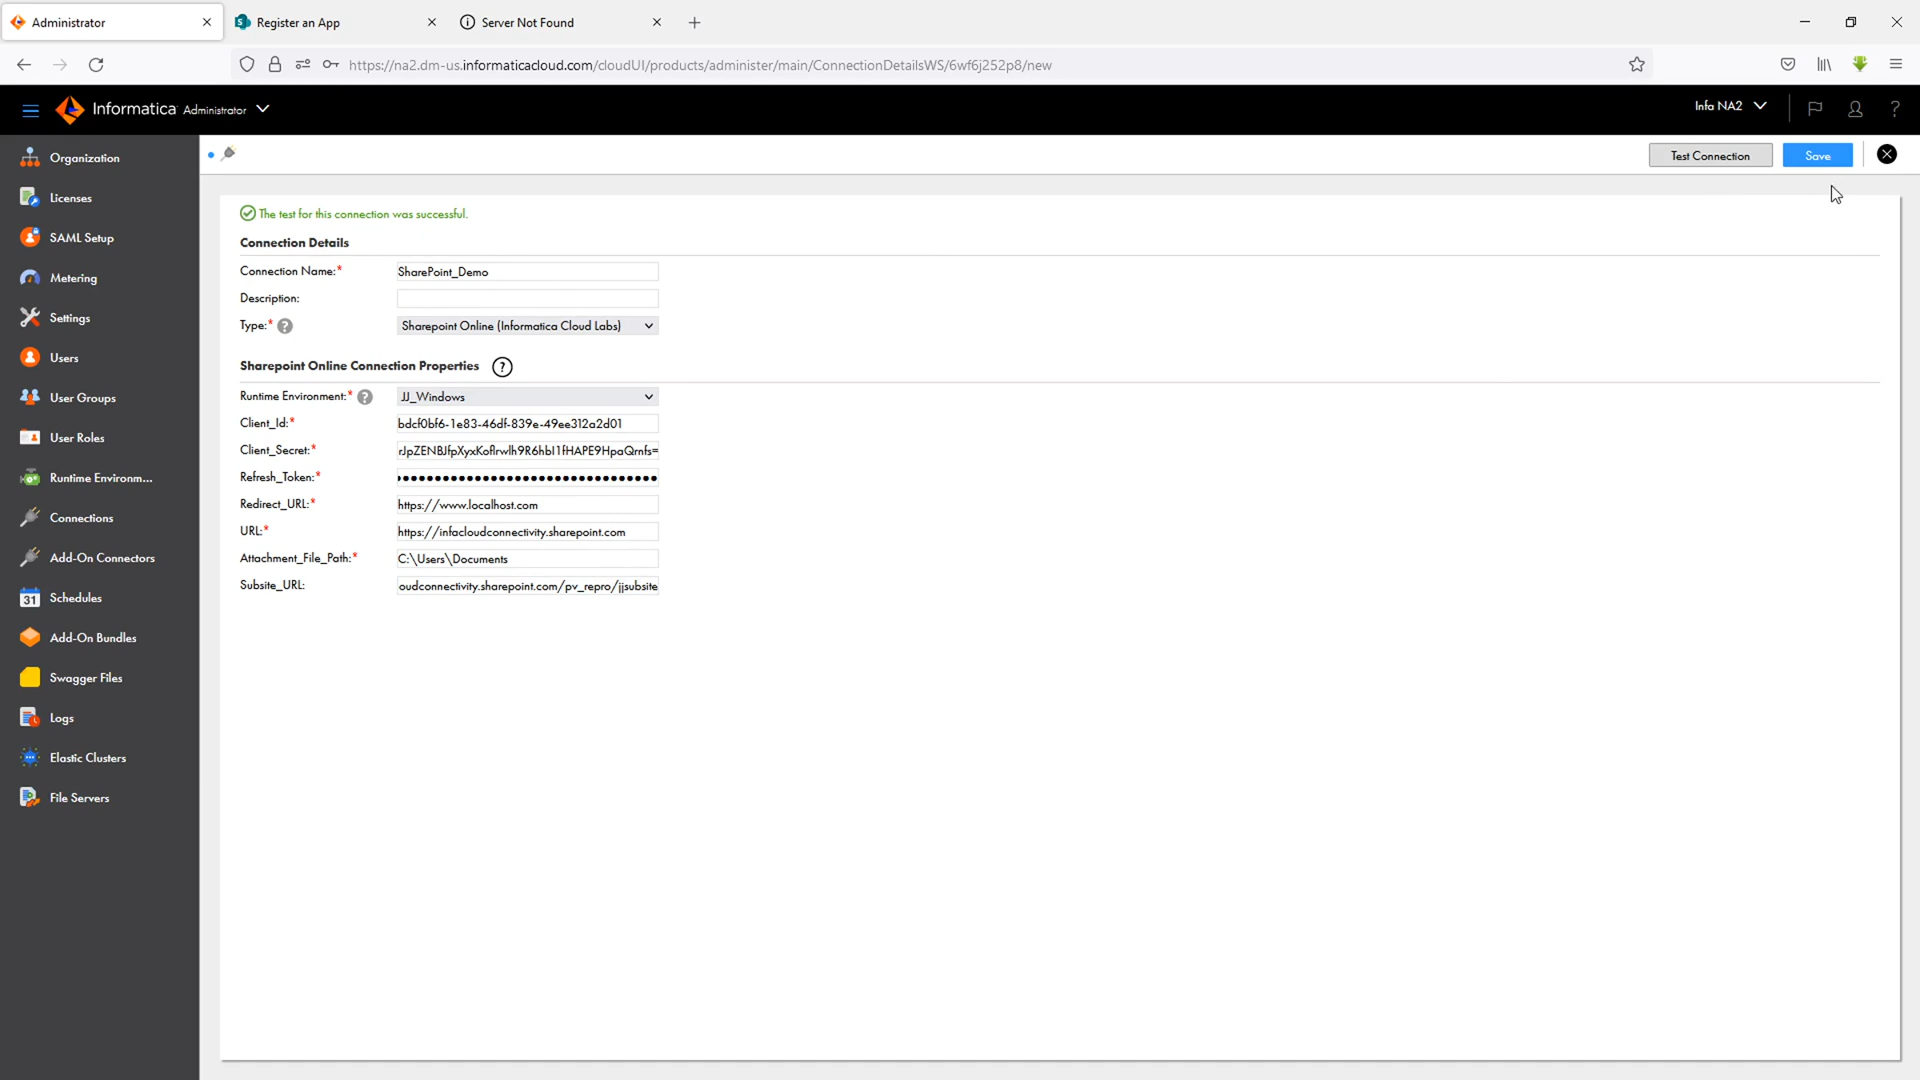 Administrator
Register an App
Server Not Found
https://na2.dm-us.informaticacloud.com/cloudUI/products/administer/main/ConnectionDetailsWS/6wf6j252p8/new
Informatica Administrator
Infa NA2
?
Organization
Licenses
SAML Setup
Metering
Settings
Users
User Groups
User Roles
Runtime Environm...
Connections
Add-On Connectors
31 Schedules
Add-On Bundles
Swagger Files
Logs
Elastic Clusters
File Servers
Test Connection
Save
The test for this connection was successful.
Connection Details
Connection Name:* SharePoint_Demo
Description:
Type:* ? Sharepoint Online (Informatica Cloud Labs)
Sharepoint Online Connection Properties ?
Runtime Environment:* ? JJ_Windows
Client_Id:* bdcf0bf6-1e83-46df-839e-49ee312a2d01
Client_Secret:*
Refresh_Token:*
Redirect_URL:* https://www.localhost.com
URL:* https://infacloudconnectivity.sharepoint.com
Attachment_File_Path:* C:\Users\Documents
Subsite_URL: oudconnectivity.sharepoint.com/pv_repro/jjsubsite